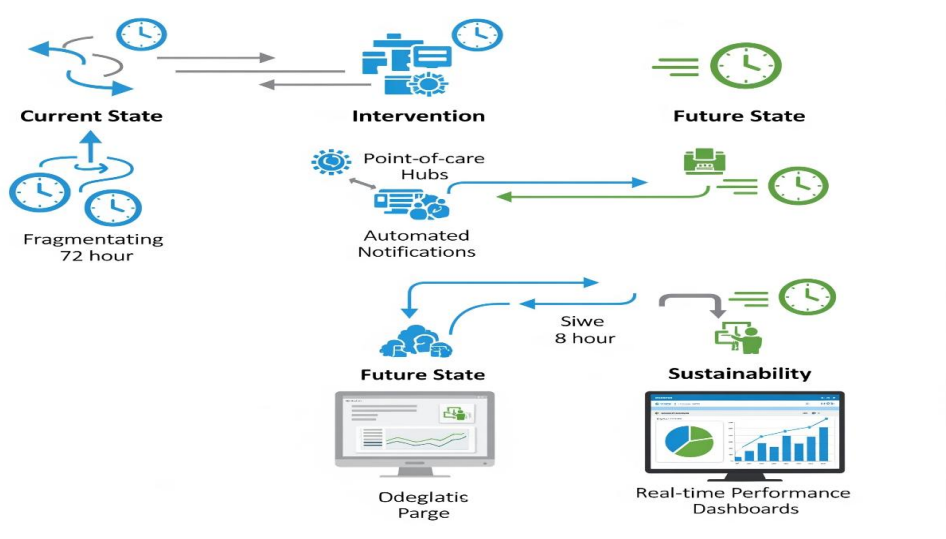 Current State
Intervention
Future State
Fragmentating
72 hour
Point-of-care
Hubs
Automated
Notifications
Siwe
8 hour
Future State
Sustainability
Odeglatis
Parge
Real-time Performance
Dashboards